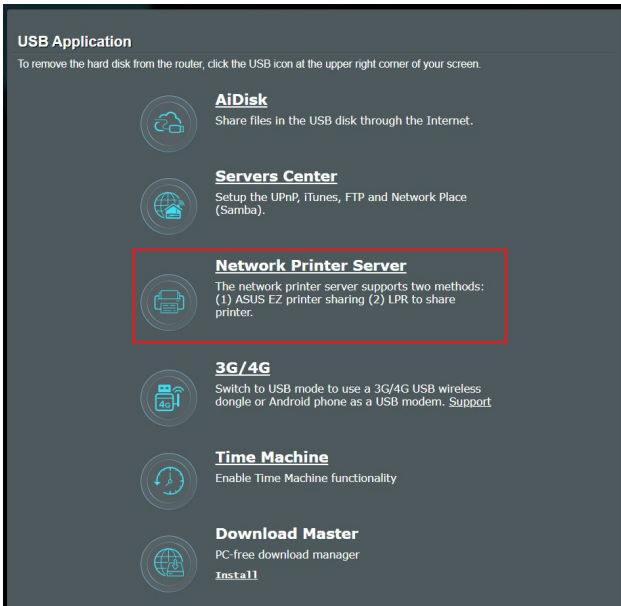 USB Application
To remove the hard disk from the router, click the USB icon at the upper right corner of your screen.
AiDisk
Share files in the USB disk through the Internet.
Servers Center
Setup the UPnP, iTunes, FTP and Network Place
(Samba).
Network Printer Server
The network printer server supports two methods:
(1) ASUS EZ printer sharing (2) LPR to share
printer.
3G/4G
4G
Switch to USB mode to use a 3G/4G USB wireless
dongle or Android phone as a USB modem. Support
Time Machine
Enable Time Machine functionality
Download Master
PC-free download manager
Install